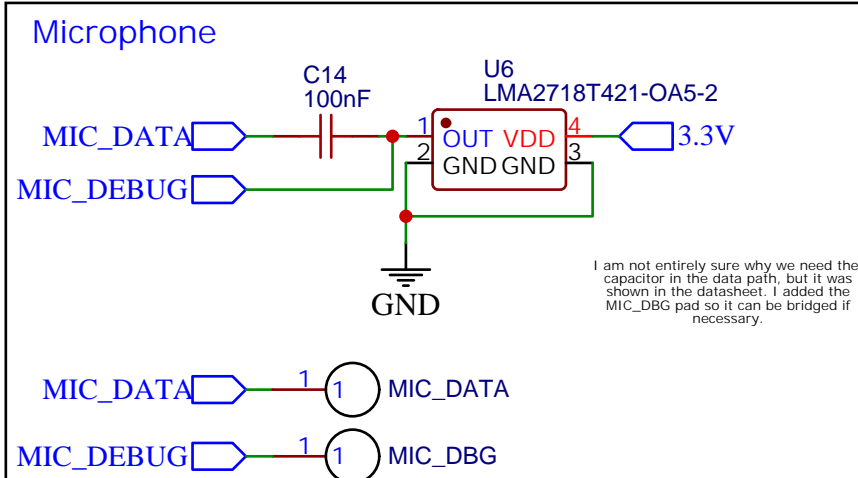 Microphone
C14
100nF
U6
LMA2718T421-OA5-2
MIC_DATA
1
OUT
VDD
4
3.3V
2
GND
GND
3
MIC_DEBUG
GND
I am not entirely sure why we need the
capacitor in the data path, but it was
shown in the datasheet. I added the
MIC_DBG pad so it can be bridged if
necessary.
MIC_DATA
1
1
MIC_DATA
MIC_DEBUG
1
1
MIC_DBG